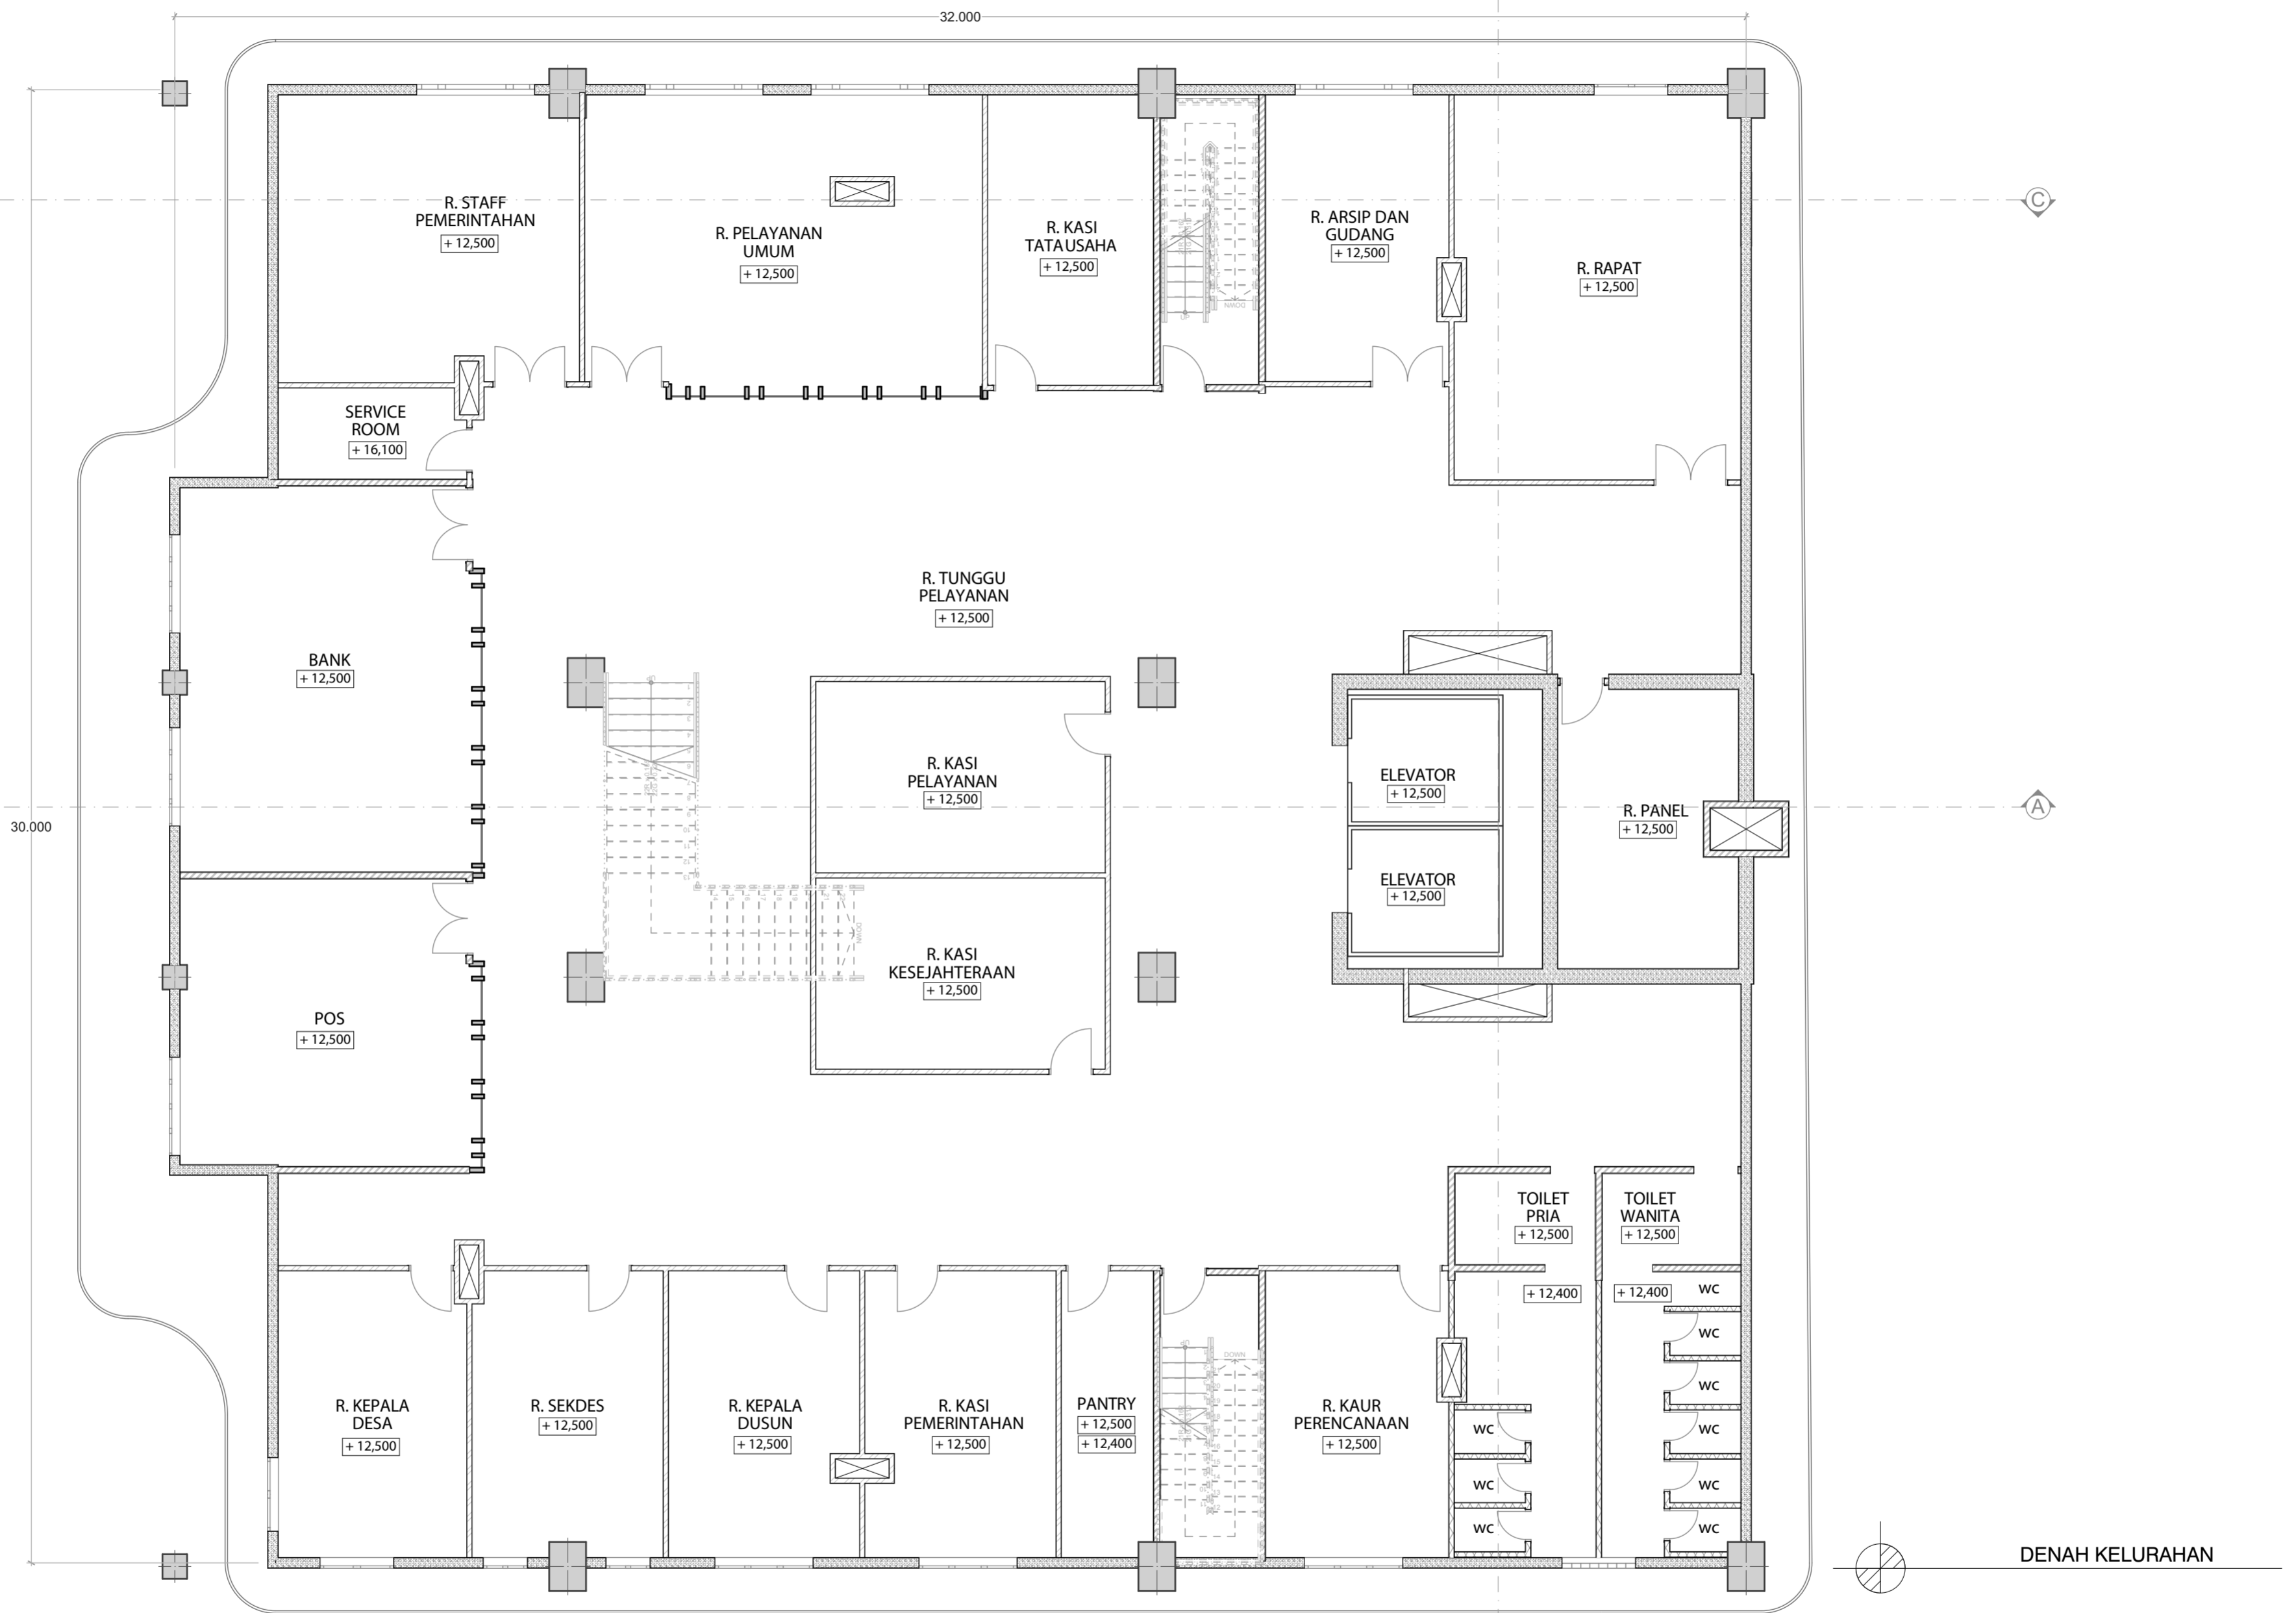 32.000
R. STAFF
PEMERINTAHAN
+ 12,500
R. PELAYANAN
UMUM
+ 12,500
R. KASI
TATAUSAHA
+ 12,500
DOWN
UP
R. ARSIP DAN
GUDANG
+ 12,500
R. RAPAT
+ 12,500
C
SERVICE
ROOM
+ 16,100
R. TUNGGU
PELAYANAN
+ 12,500
BANK
+ 12,500
R. KASI
PELAYANAN
+ 12,500
ELEVATOR
+ 12,500
R. PANEL
+ 12,500
A
30.000
ELEVATOR
+ 12,500
DOWN
R. KASI
KESEJAHTERAAN
+ 12,500
POS
+ 12,500
TOILET
PRIA
+ 12,500
TOILET
WANITA
+ 12,500
+ 12,400
+ 12,400
WC
WC
WC
WC
WC
WC
WC
WC
WC
R. KEPALA
DESA
+ 12,500
R. SEKDES
+ 12,500
R. KEPALA
DUSUN
+ 12,500
R. KASI
PEMERINTAHAN
+ 12,500
PANTRY
+ 12,500
+ 12,400
DOWN
R. KAUR
PERENCANAAN
+ 12,500
DENAH KELURAHAN